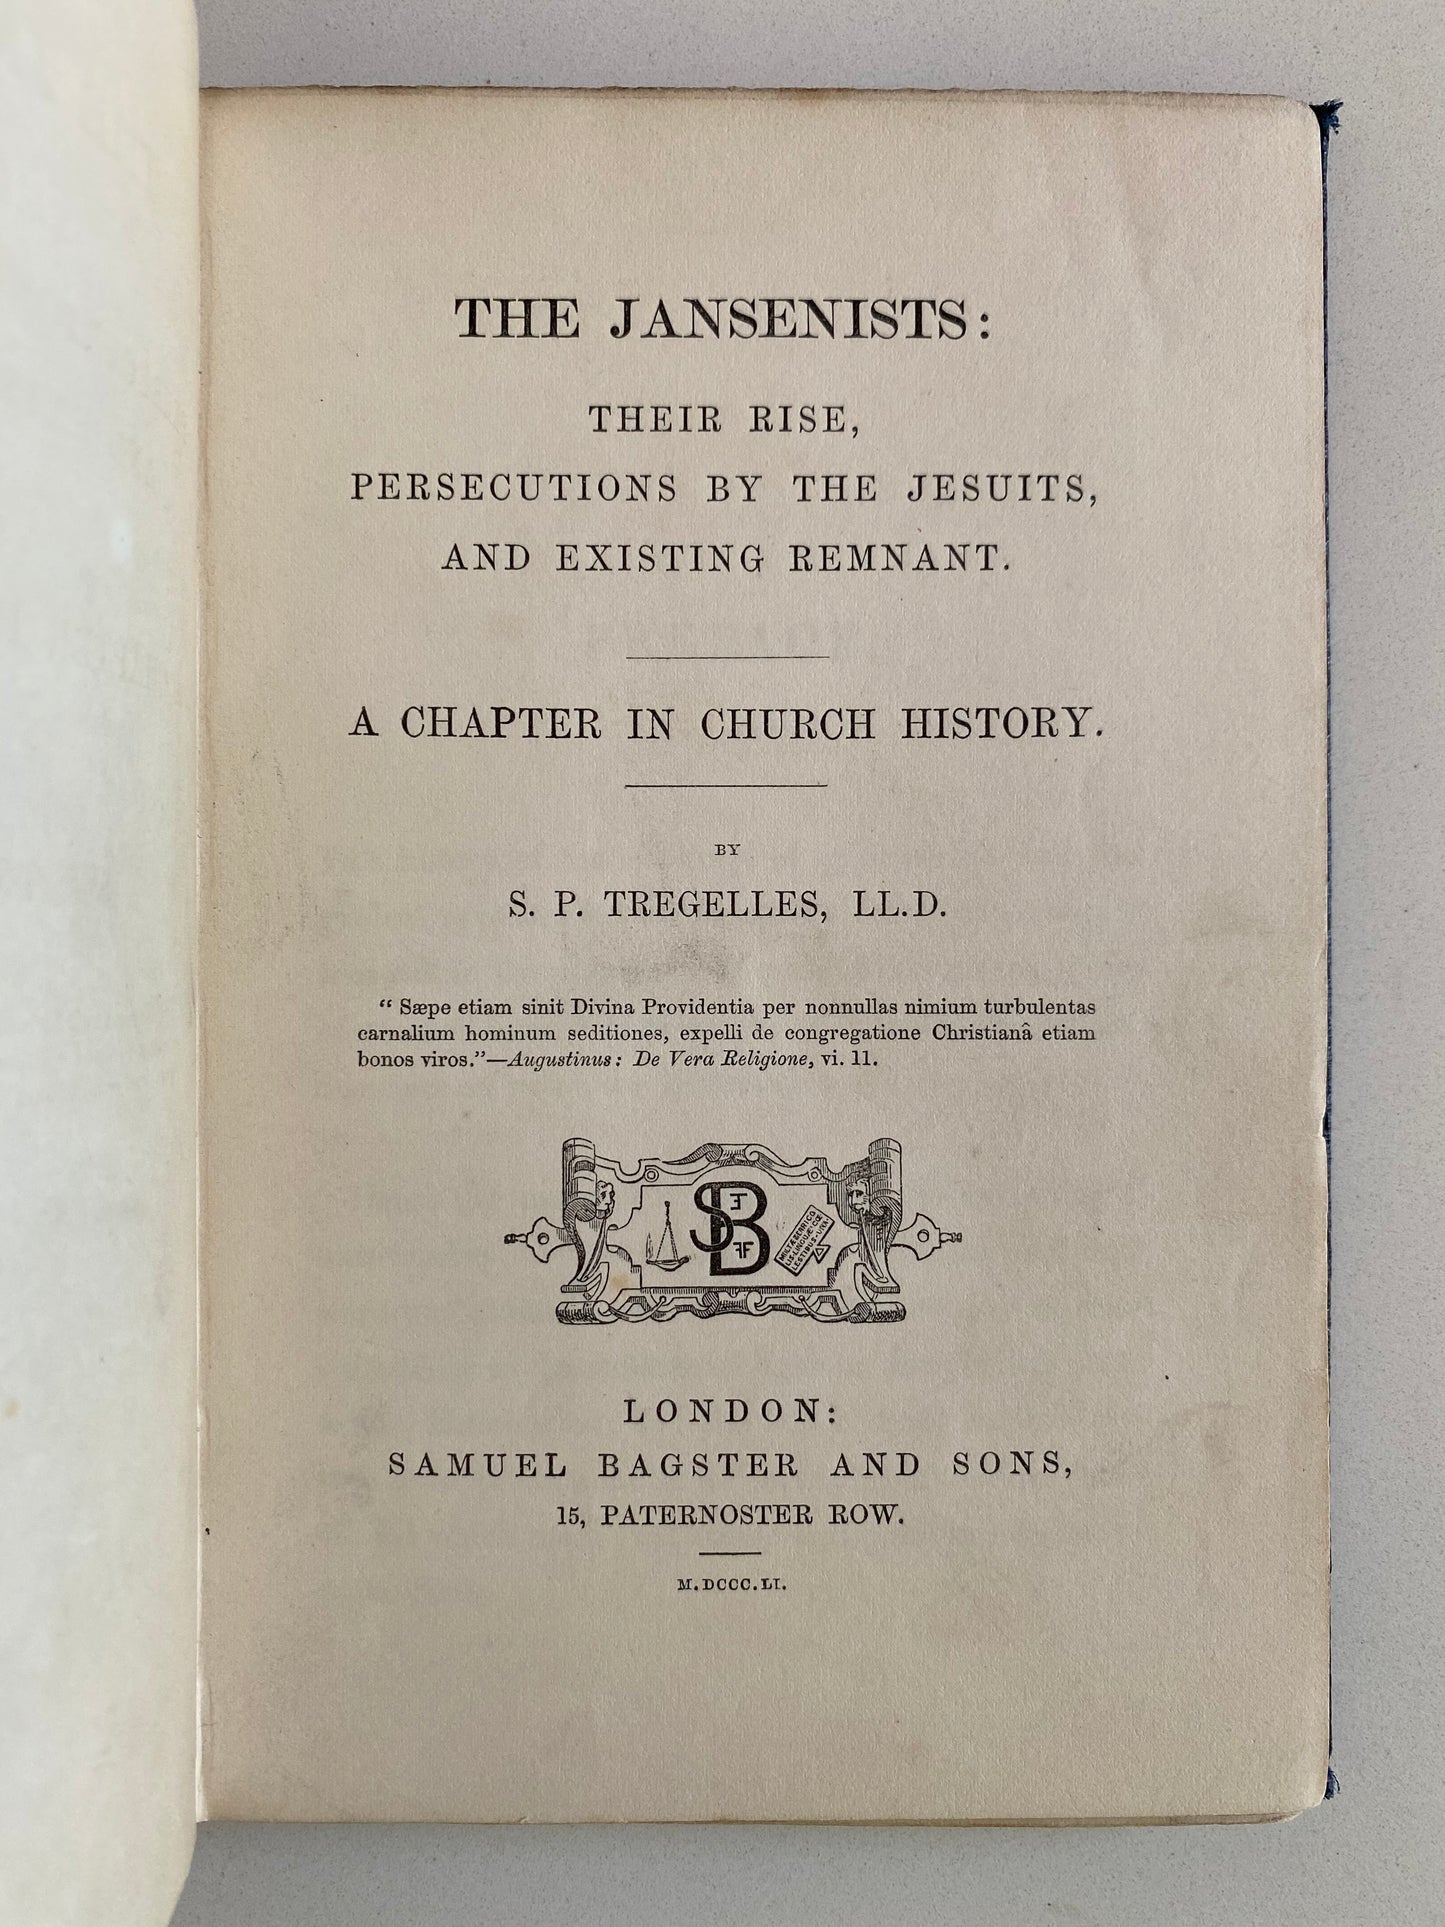 THE JANSENISTS:
THEIR RISE,
PERSECUTIONS BY THE JESUITS,
AND EXISTING REMNANT.
A CHAPTER IN CHURCH HISTORY.
BY
S. P. TREGELLES, LL.D.
“ Sæpe etiam sinit Divina Providentia per nonnullas nimium turbulentas
carnalium hominum seditiones, expelli de congregatione Christianâ etiam
bonos viros.”—Augustinus: De Vera Religione, vi. 11.
SB
LONDON:
SAMUEL BAGSTER AND SONS,
15, PATERNOSTER ROW.
M.DCCC.LI.